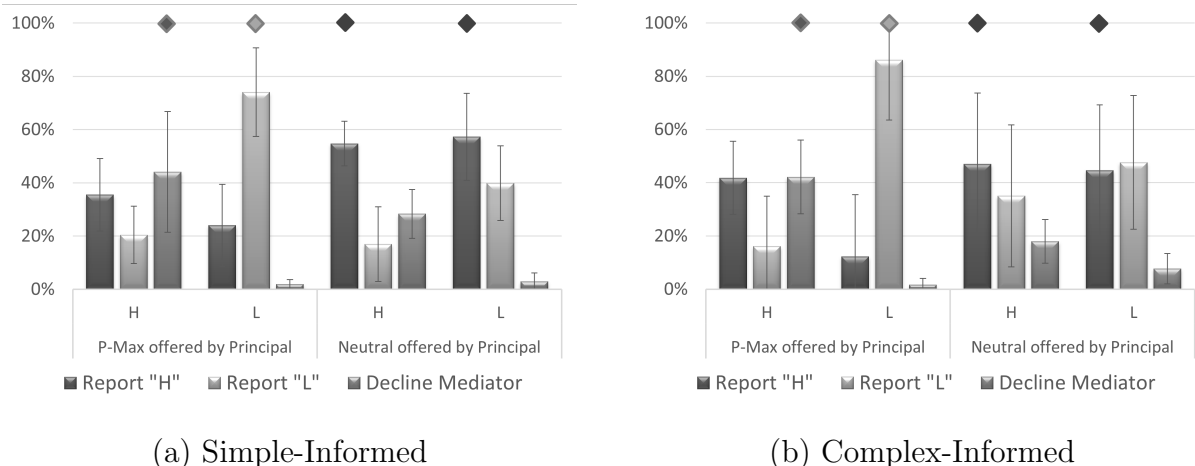 100%
80%
60%
40%
20%
0%
H L H L
P-Max offered by Principal Neutral offered by Principal
Report "H" Report "L" Decline Mediator
(a) Simple-Informed
100%
80%
60%
40%
20%
0%
H L H L
P-Max offered by Principal Neutral offered by Principal
Report "H" Report "L" Decline Mediator
(b) Complex-Informed